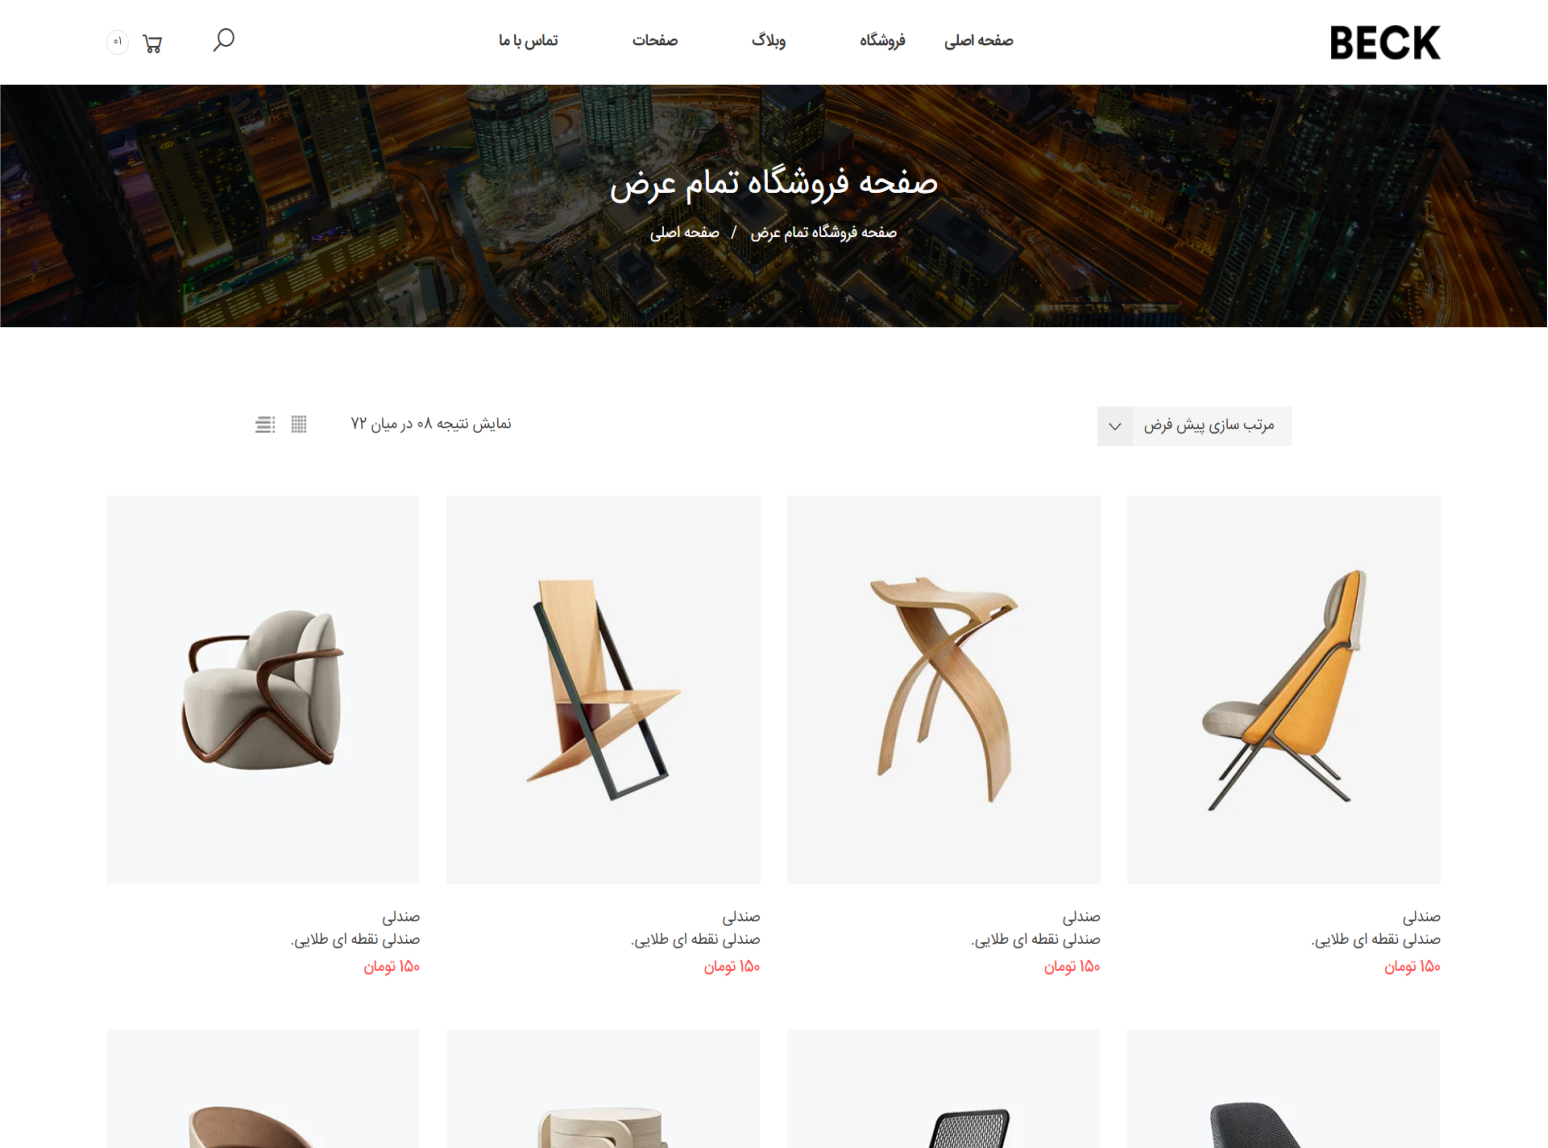 BECK
صفحه اصلی
فروشگاه
وبلاگ
صفحات
تماس با ما
۰۱
صفحه فروشگاه تمام عرض
صفحه فروشگاه تمام عرض / صفحه اصلی
مرتب سازی پیش فرض
نمایش نتیجه ۰۸ در میان ۷۲
صندلی
صندلی نقطه ای طلایی.
۱۵۰ تومان
صندلی
صندلی نقطه ای طلایی.
۱۵۰ تومان
صندلی
صندلی نقطه ای طلایی.
۱۵۰ تومان
صندلی
صندلی نقطه ای طلایی.
۱۵۰ تومان